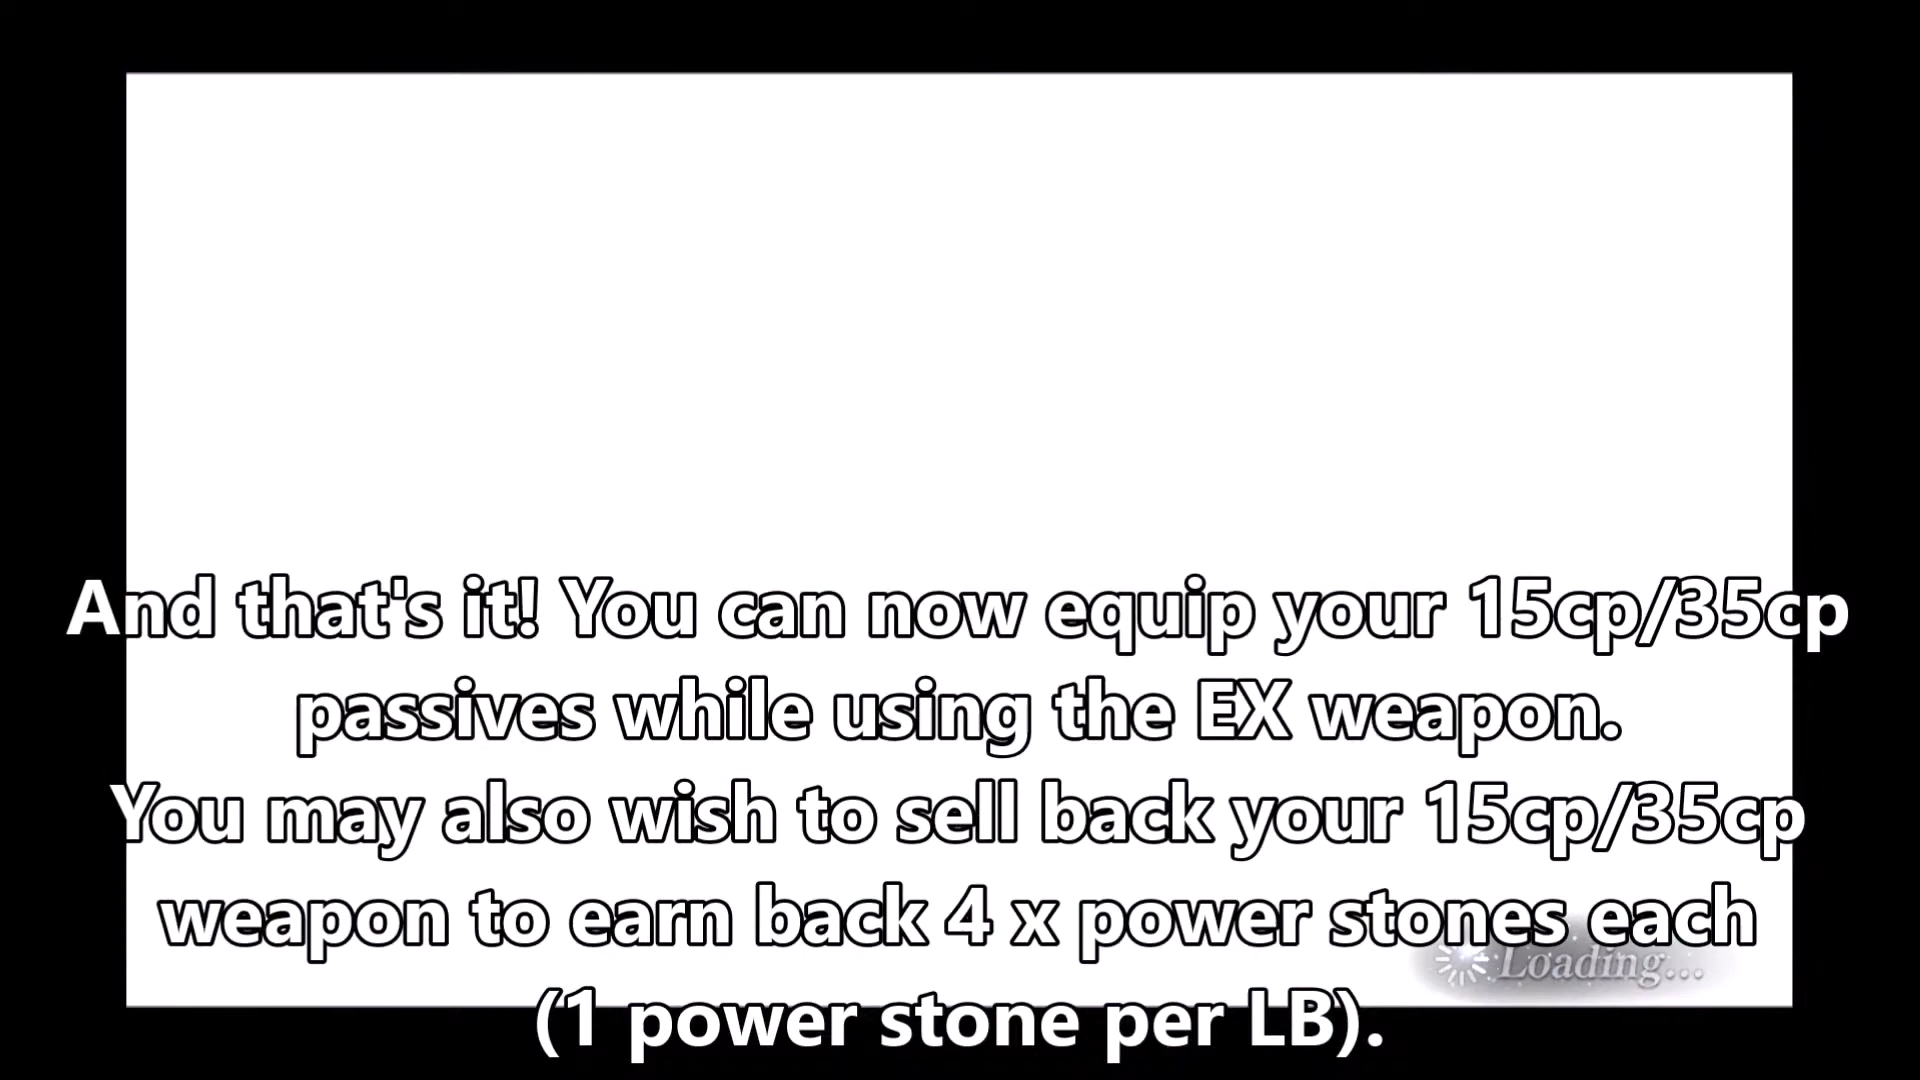 And that's it! You can now equip your 15cp/35cp
passives while using the EX weapon.
You may also wish to sell back your 15cp/35cp
weapon to earn back 4 x power stones each
Loading...
(1 power stone per LB).